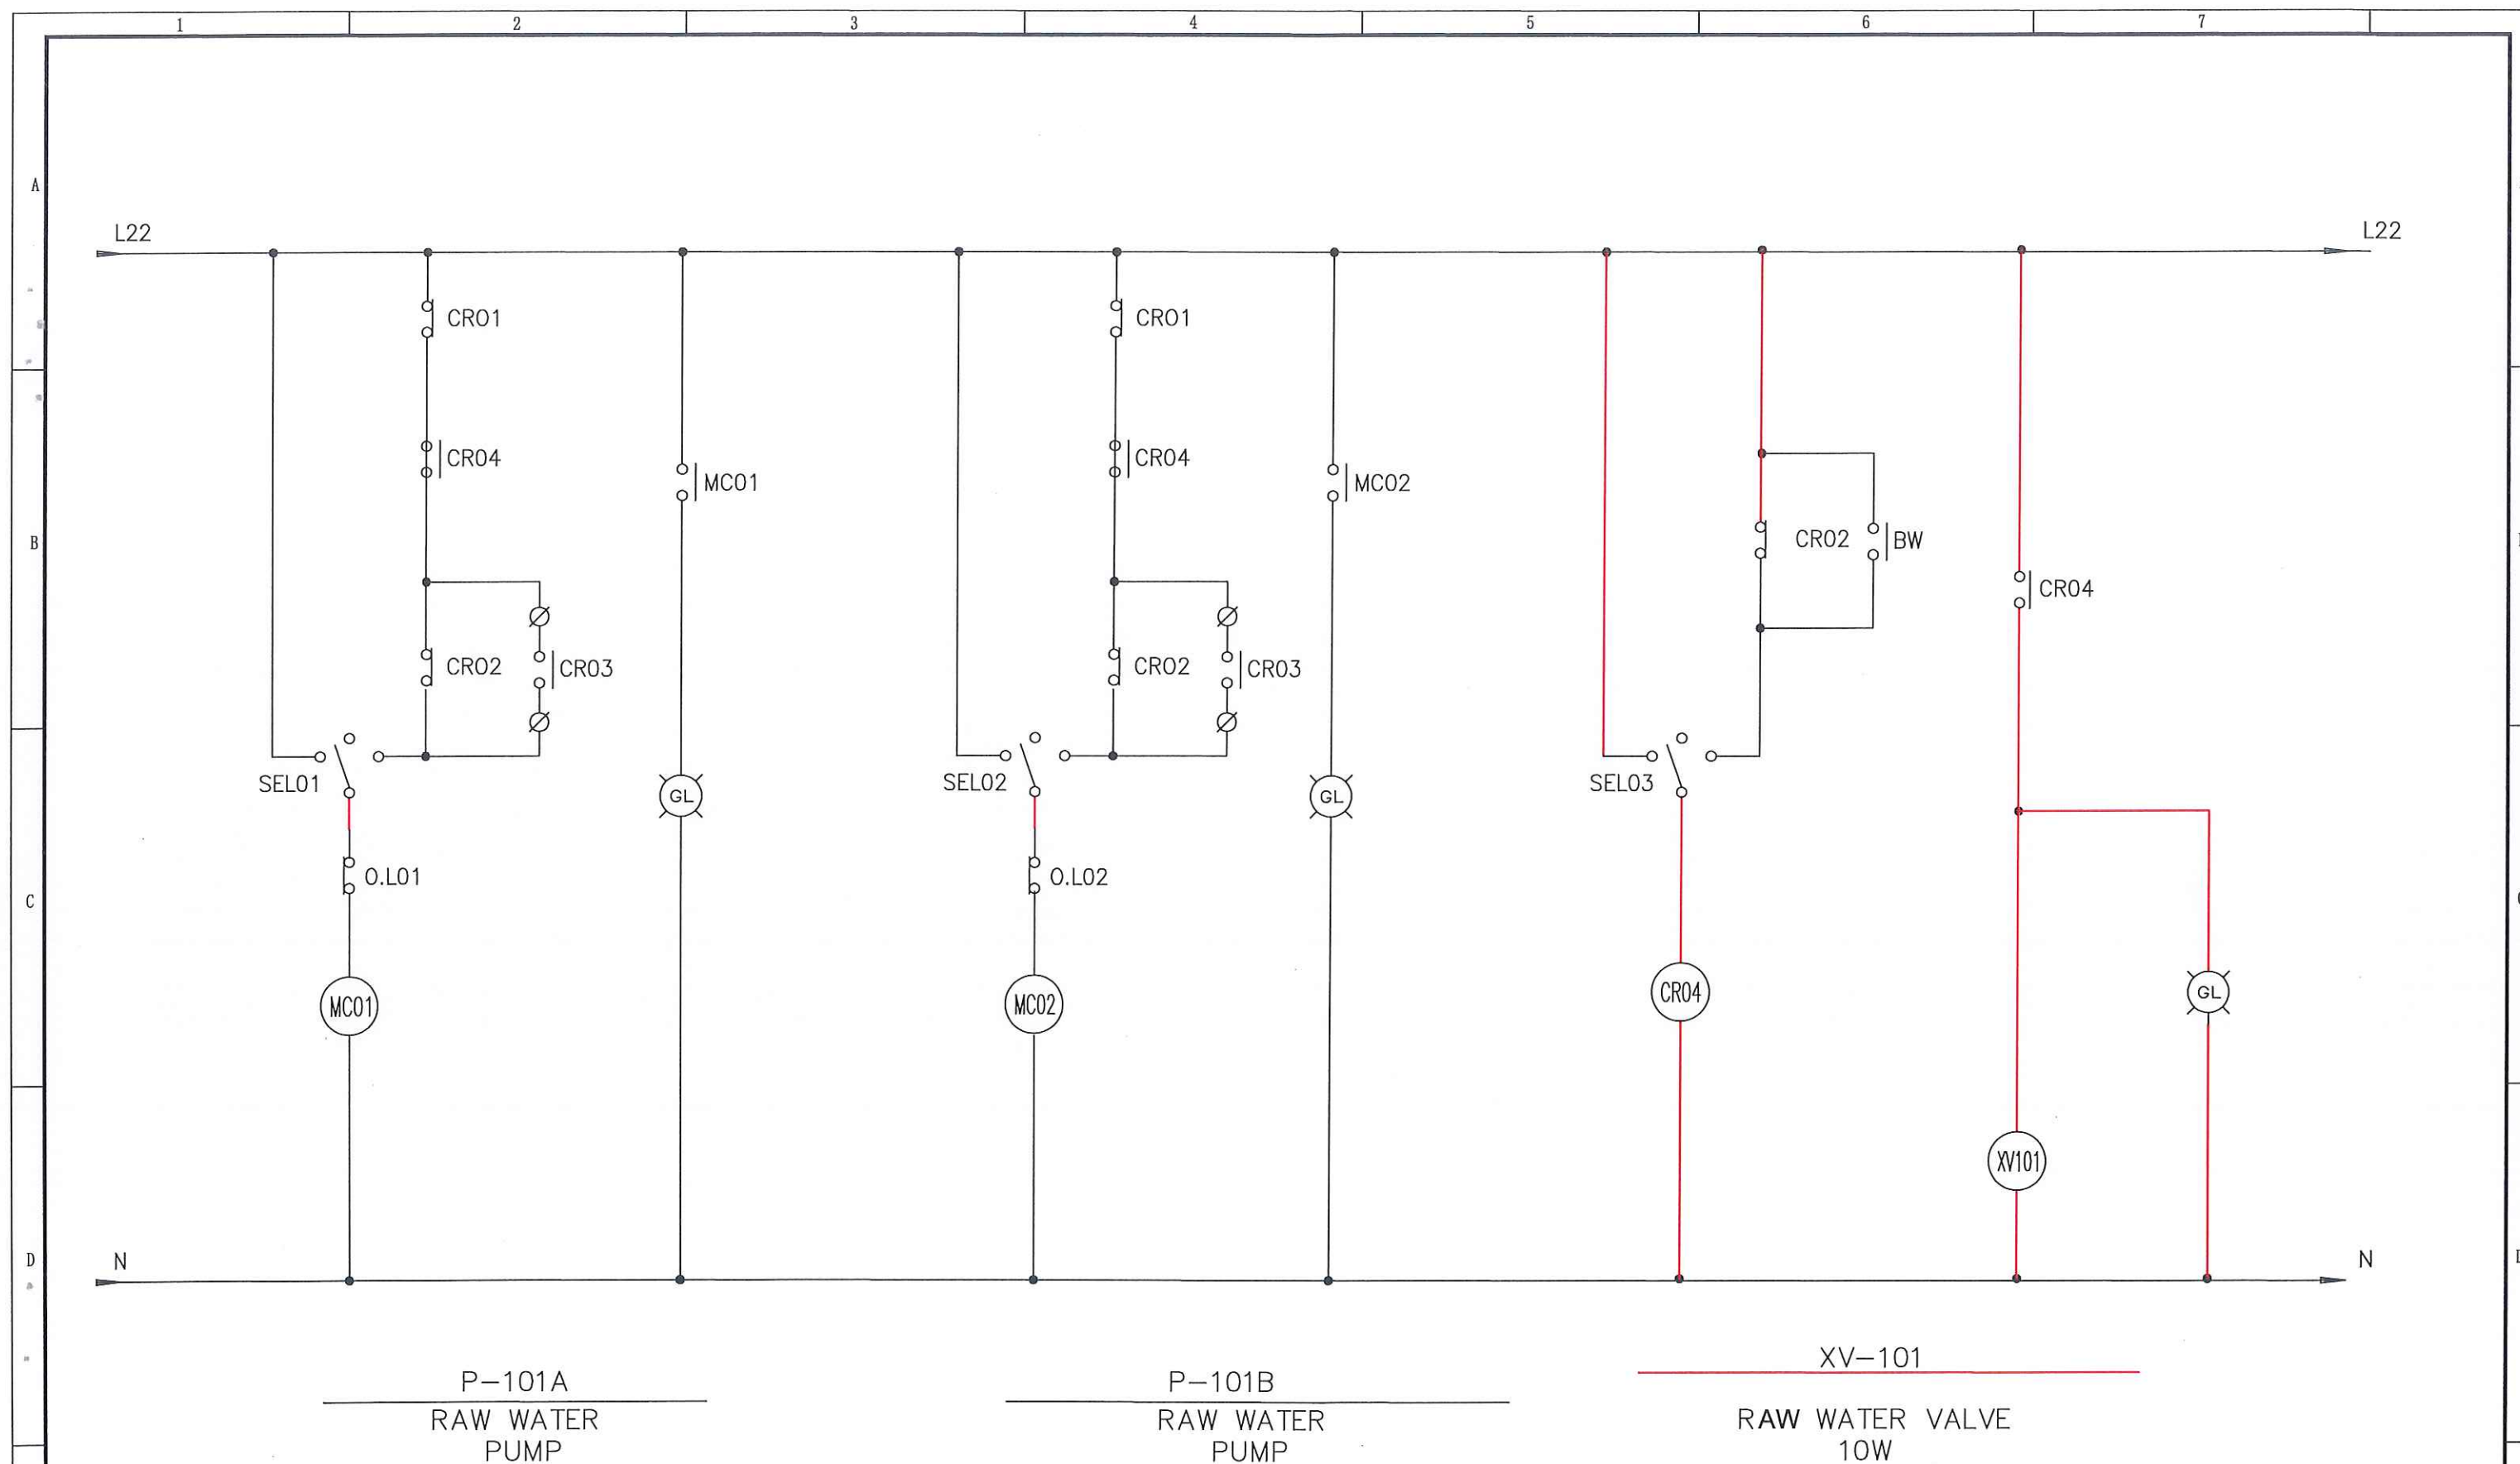 1 2 3 4 5 6 7
A
L22 L22
CR01 CR01
CR04 CR04
MC01 MC02
B
CR02 BW
CR04
CR02 CR03 CR02 CR03
SEL01 SEL02 SEL03
GL GL
O.L01 O.L02
C
MC01 MC02 CR04 GL
XV101
D
N N
P-101A
RAW WATER
PUMP
P-101B
RAW WATER
PUMP
XV-101
RAW WATER VALVE
10W